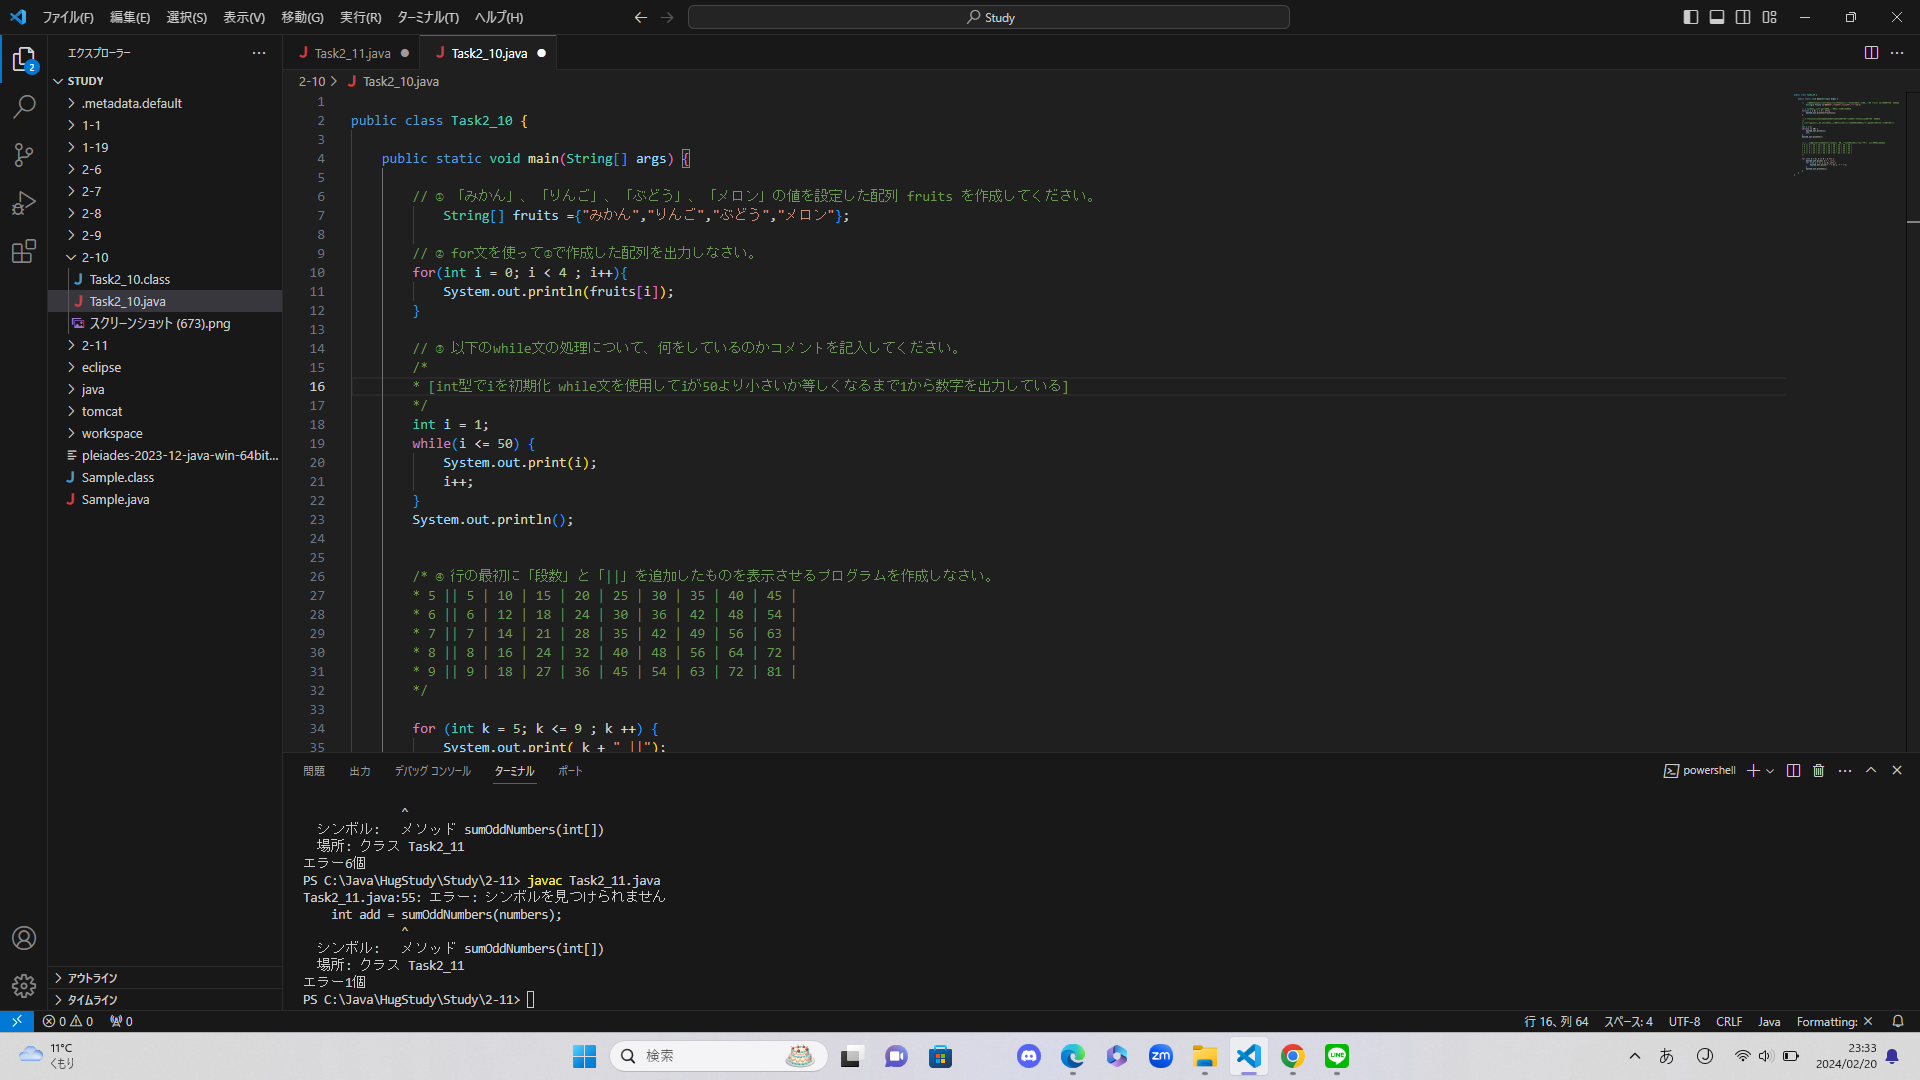 ファイル(F) 編集(E) 選択(S) 表示(V) 移動(G) 実行(R) ターミナル(T) ヘルプ(H)
Study
エクスプローラー
STUDY
.metadata.default
1-1
1-19
2-6
2-7
2-8
2-9
2-10
Task2_10.class
Task2_10.java
スクリーンショット (673).png
2-11
eclipse
java
tomcat
workspace
pleiades-2023-12-java-win-64bit...
Sample.class
Sample.java
アウトライン
タイムライン
Task2_11.java
Task2_10.java
2-10 > Task2_10.java
1
2 public class Task2_10 {
3
4 public static void main(String[] args) {
5
6 // ① 「みかん」、「りんご」、「ぶどう」、「メロン」の値を設定した配列 fruits を作成してください。
7 String[] fruits ={"みかん","りんご","ぶどう","メロン"};
8
9 // ② for文を使って①で作成した配列を出力しなさい。
10 for(int i = 0; i < 4 ; i++){
11 System.out.println(fruits[i]);
12 }
13
14 // ③ 以下のwhile文の処理について、何をしているのかコメントを記入してください。
15 /*
16 * [int型でiを初期化 while文を使用してiが50より小さいか等しくなるまで1から数字を出力している]
17 */
18 int i = 1;
19 while(i <= 50) {
20 System.out.print(i);
21 i++;
22 }
23 System.out.println();
24
25
26 /* ④ 行の最初に「段数」と「||」を追加したものを表示させるプログラムを作成しなさい。
27 * 5 || 5 | 10 | 15 | 20 | 25 | 30 | 35 | 40 | 45 |
28 * 6 || 6 | 12 | 18 | 24 | 30 | 36 | 42 | 48 | 54 |
29 * 7 || 7 | 14 | 21 | 28 | 35 | 42 | 49 | 56 | 63 |
30 * 8 || 8 | 16 | 24 | 32 | 40 | 48 | 56 | 64 | 72 |
31 * 9 || 9 | 18 | 27 | 36 | 45 | 54 | 63 | 72 | 81 |
32 */
33
34 for (int k = 5; k <= 9 ; k ++) {
35 System.out.print( k + " ||");
問題 出力 デバッグ コンソール ターミナル ポート
powershell
^
シンボル: メソッド sumOddNumbers(int[])
場所: クラス Task2_11
エラー6個
PS C:\Java\HugStudy\Study\2-11> javac Task2_11.java
Task2_11.java:55: エラー: シンボルを見つけられません
int add = sumOddNumbers(numbers);
^
シンボル: メソッド sumOddNumbers(int[])
場所: クラス Task2_11
エラー1個
PS C:\Java\HugStudy\Study\2-11>
0 0 0
行 16、列 64 スペース: 4 UTF-8 CRLF Java Formatting: ×
11°C
くもり
検索
あ
23:33
2024/02/20